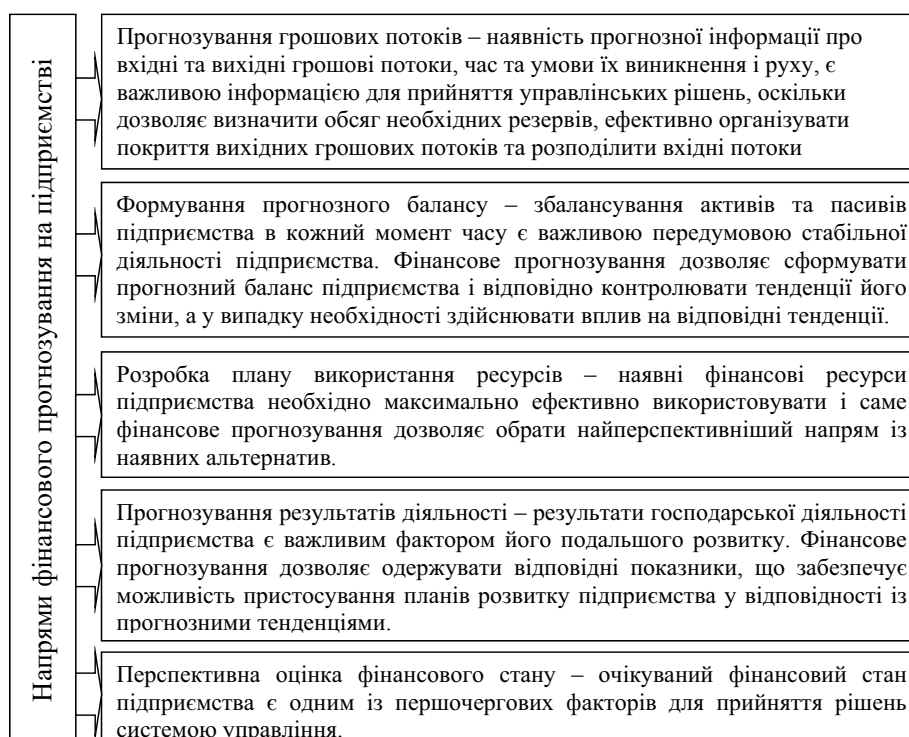 Напрями фінансового прогнозування на підприємстві
Прогнозування грошових потоків – наявність прогнозної інформації про
вхідні та вихідні грошові потоки, час та умови їх виникнення і руху, є
важливою інформацією для прийняття управлінських рішень, оскільки
дозволяє визначити обсяг необхідних резервів, ефективно організувати
покриття вихідних грошових потоків та розподілити вхідні потоки
Формування прогнозного балансу – збалансування активів та пасивів
підприємства в кожний момент часу є важливою передумовою стабільної
діяльності підприємства. Фінансове прогнозування дозволяє сформувати
прогнозний баланс підприємства і відповідно контролювати тенденції його
зміни, а у випадку необхідності здійснювати вплив на відповідні тенденції.
Розробка плану використання ресурсів – наявні фінансові ресурси
підприємства необхідно максимально ефективно використовувати і саме
фінансове прогнозування дозволяє обрати найперспективніший напрям із
наявних альтернатив.
Прогнозування результатів діяльності – результати господарської діяльності
підприємства є важливим фактором його подальшого розвитку. Фінансове
прогнозування дозволяє одержувати відповідні показники, що забезпечує
можливість пристосування планів розвитку підприємства у відповідності із
прогнозними тенденціями.
Перспективна оцінка фінансового стану – очікуваний фінансовий стан
підприємства є одним із першочергових факторів для прийняття рішень
системою управління.